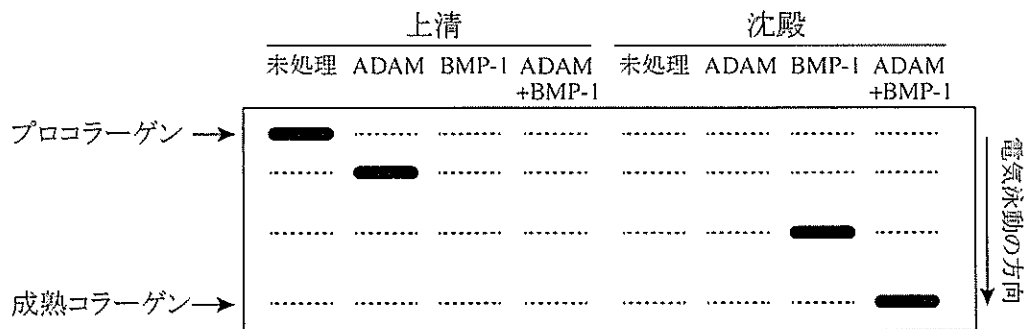 上清 沈殿
未処理 ADAM BMP-1 ADAM +BMP-1 未処理 ADAM BMP-1 ADAM +BMP-1
プロコラーゲン
成熟コラーゲン
電気泳動の方向